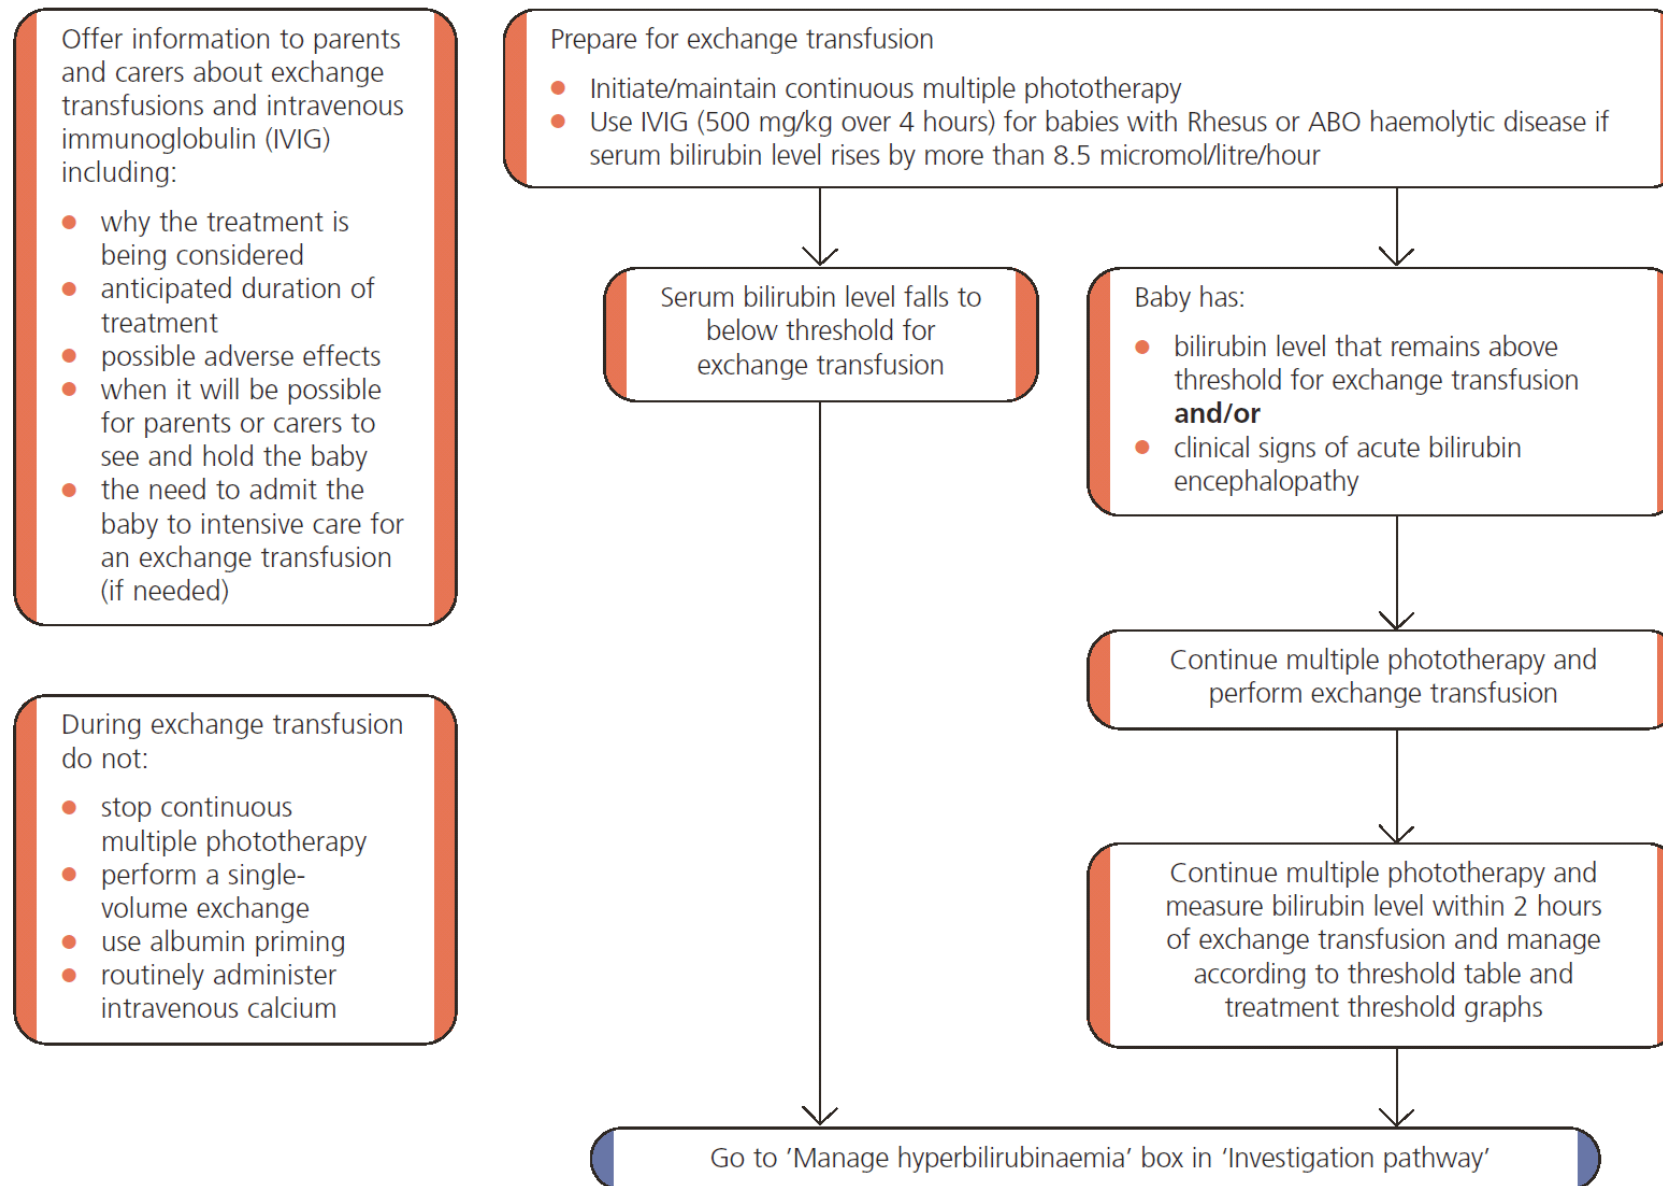 Offer information to parents
and carers about exchange
transfusions and intravenous
immunoglobulin (IVIG)
including:
● why the treatment is
being considered
● anticipated duration of
treatment
● possible adverse effects
● when it will be possible
for parents or carers to
see and hold the baby
● the need to admit the
baby to intensive care for
an exchange transfusion
(if needed)
During exchange transfusion
do not:
● stop continuous
multiple phototherapy
● perform a single-
volume exchange
● use albumin priming
● routinely administer
intravenous calcium
Prepare for exchange transfusion
● Initiate/maintain continuous multiple phototherapy
● Use IVIG (500 mg/kg over 4 hours) for babies with Rhesus or ABO haemolytic disease if
serum bilirubin level rises by more than 8.5 micromol/litre/hour
Serum bilirubin level falls to
below threshold for
exchange transfusion
Baby has:
● bilirubin level that remains above
threshold for exchange transfusion
and/or
● clinical signs of acute bilirubin
encephalopathy
Continue multiple phototherapy and
perform exchange transfusion
Continue multiple phototherapy and
measure bilirubin level within 2 hours
of exchange transfusion and manage
according to threshold table and
treatment threshold graphs
Go to ’Manage hyperbilirubinaemia’ box in ‘Investigation pathway’